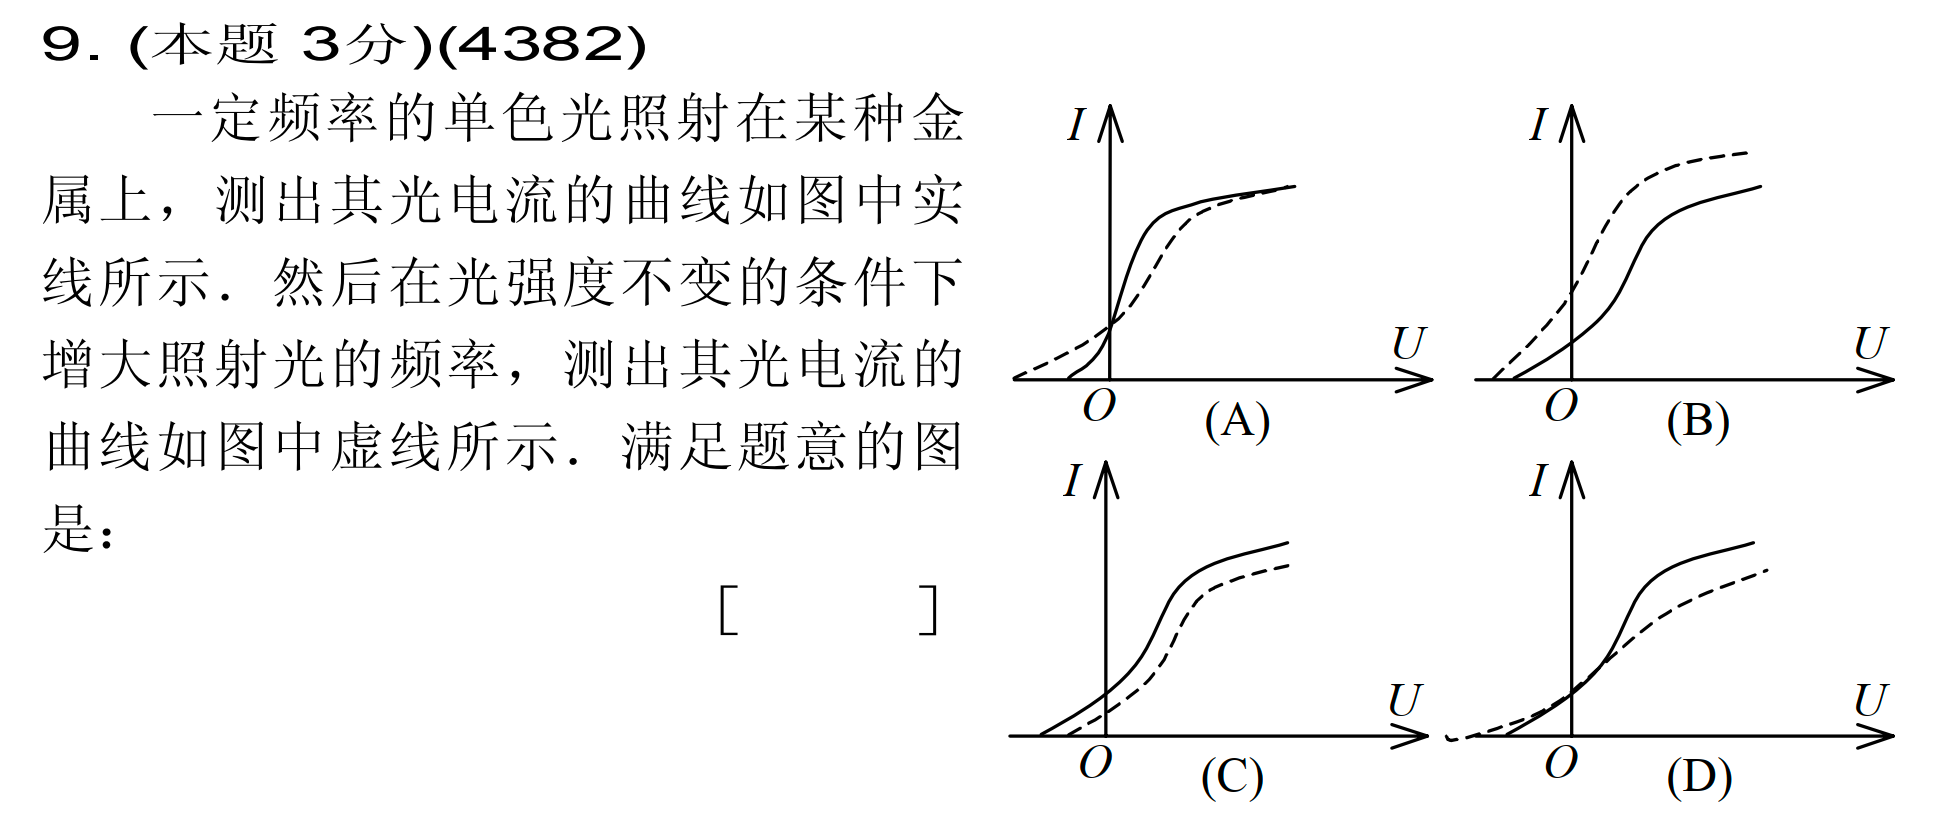 9. (本题 3分)(4382)
一定频率的单色光照射在某种金
属上，测出其光电流的曲线如图中实
线所示．然后在光强度不变的条件下
增大照射光的频率，测出其光电流的
曲线如图中虚线所示．满足题意的图
是：
[ ]
I
U
O
(A)
I
U
O
(B)
I
U
O
(C)
I
U
O
(D)